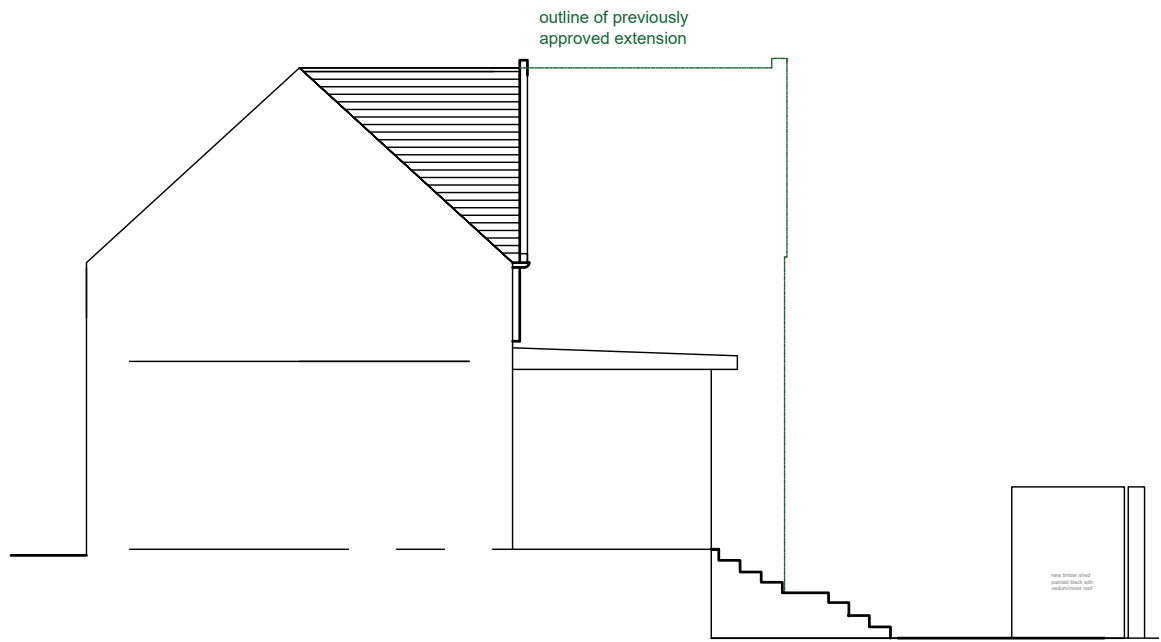 outline of previously
approved extension
new timber shed
painted black with
sedum/moss roof